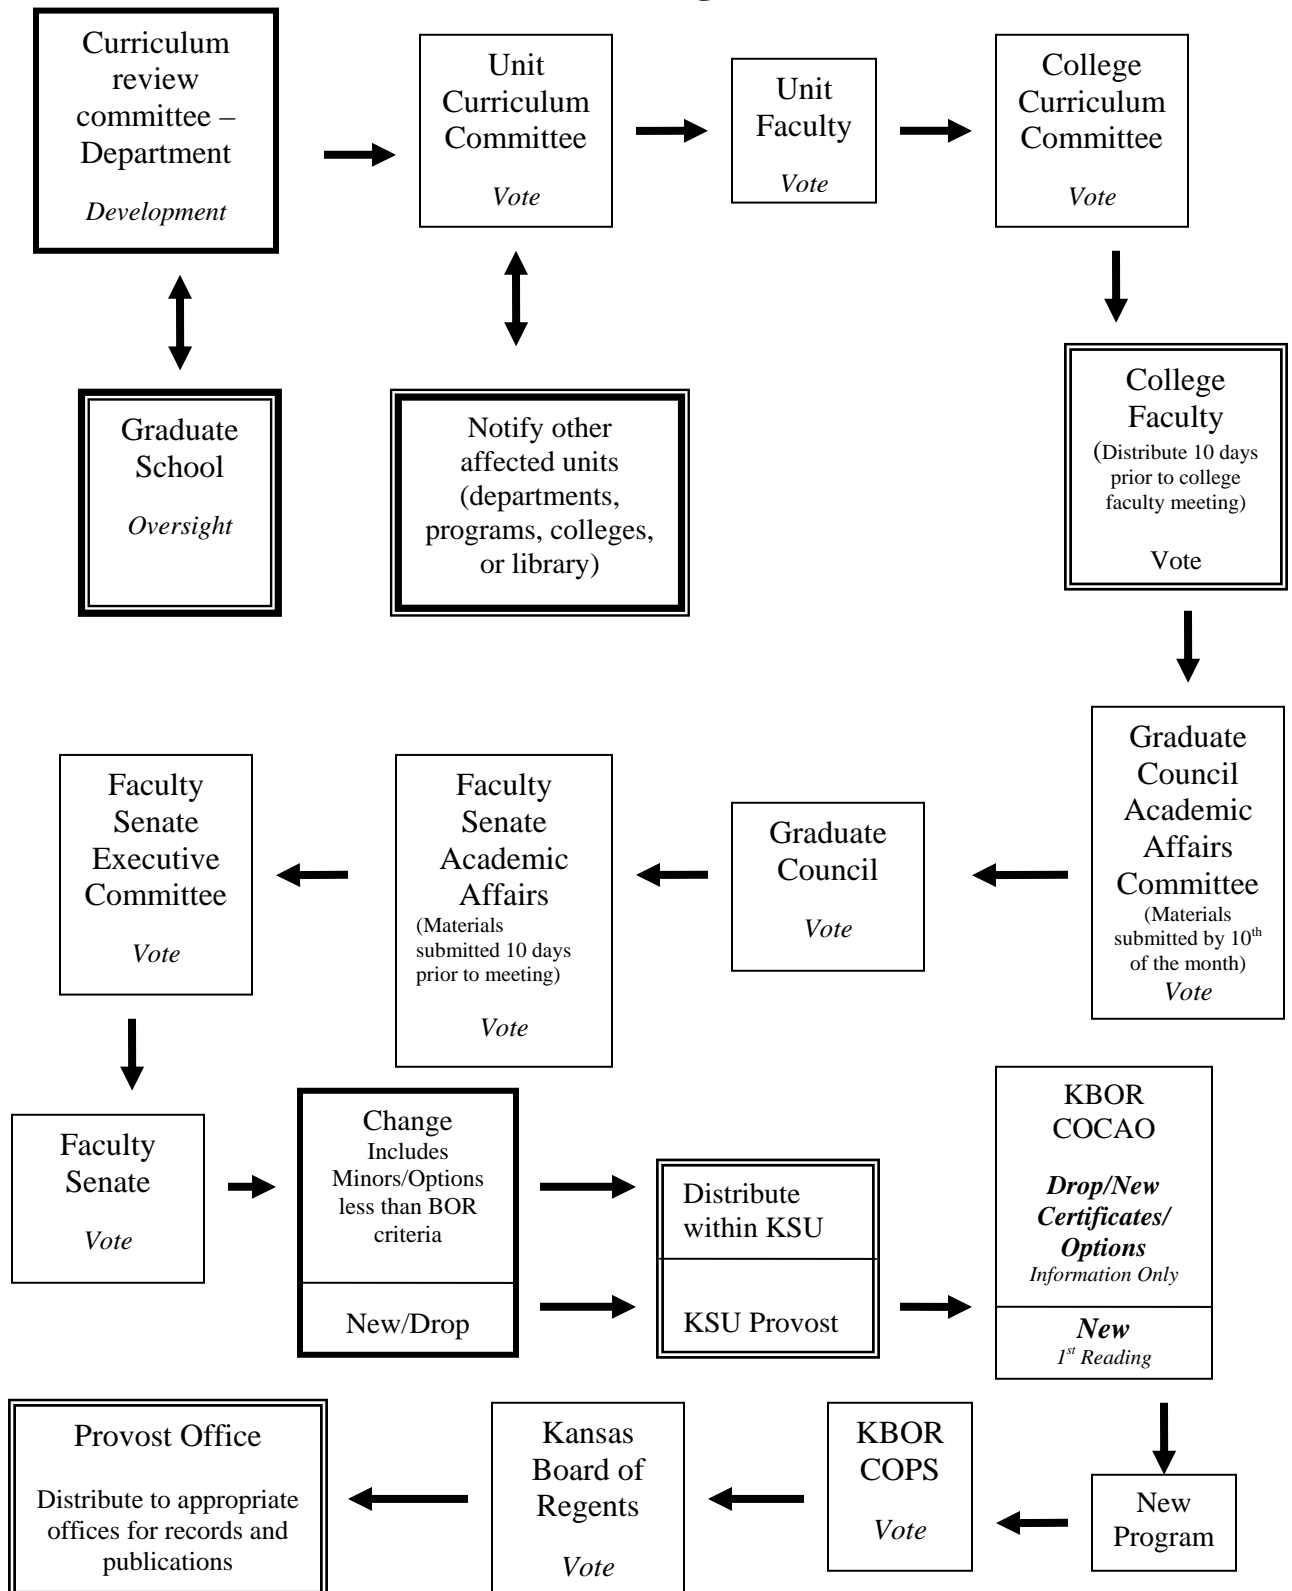 Curriculum
review
committee –
Department
Development
Unit
Curriculum
Committee
Vote
Unit
Faculty
Vote
College
Curriculum
Committee
Vote
Graduate
School
Oversight
Notify other
affected units
(departments,
programs, colleges,
or library)
College
Faculty
(Distribute 10 days
prior to college
faculty meeting)
Vote
Faculty
Senate
Executive
Committee
Vote
Faculty
Senate
Academic
Affairs
(Materials
submitted 10 days
prior to meeting)
Vote
Graduate
Council
Vote
Graduate
Council
Academic
Affairs
Committee
(Materials
submitted by 10th
of the month)
Vote
Faculty
Senate
Vote
Change
Includes
Minors/Options
less than BOR
criteria
New/Drop
Distribute
within KSU
KSU Provost
KBOR
COCAO
Drop/New
Certificates/
Options
Information Only
New
1st Reading
Provost Office
Distribute to appropriate
offices for records and
publications
Kansas
Board of
Regents
Vote
KBOR
COPS
Vote
New
Program